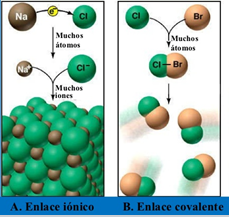 Na
e-
Cl
Muchos
átomos
Na+
Cl-
Muchos
iones
A. Enlace iónico
Cl
Br
Muchos
átomos
Cl
Br
B. Enlace covalente